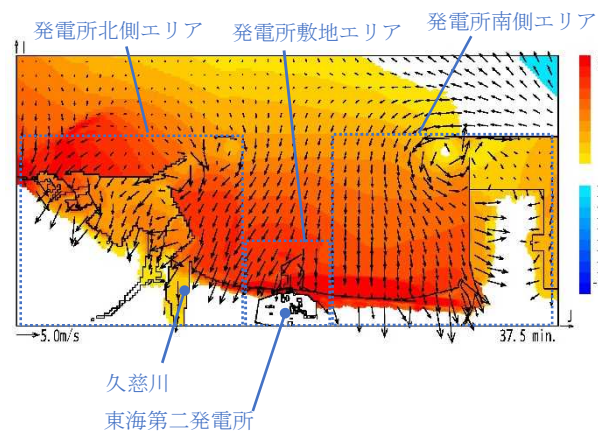 発電所北側エリア
発電所敷地エリア
発電所南側エリア
I
J
5.0m/s
37.5 min.
久慈川
東海第二発電所